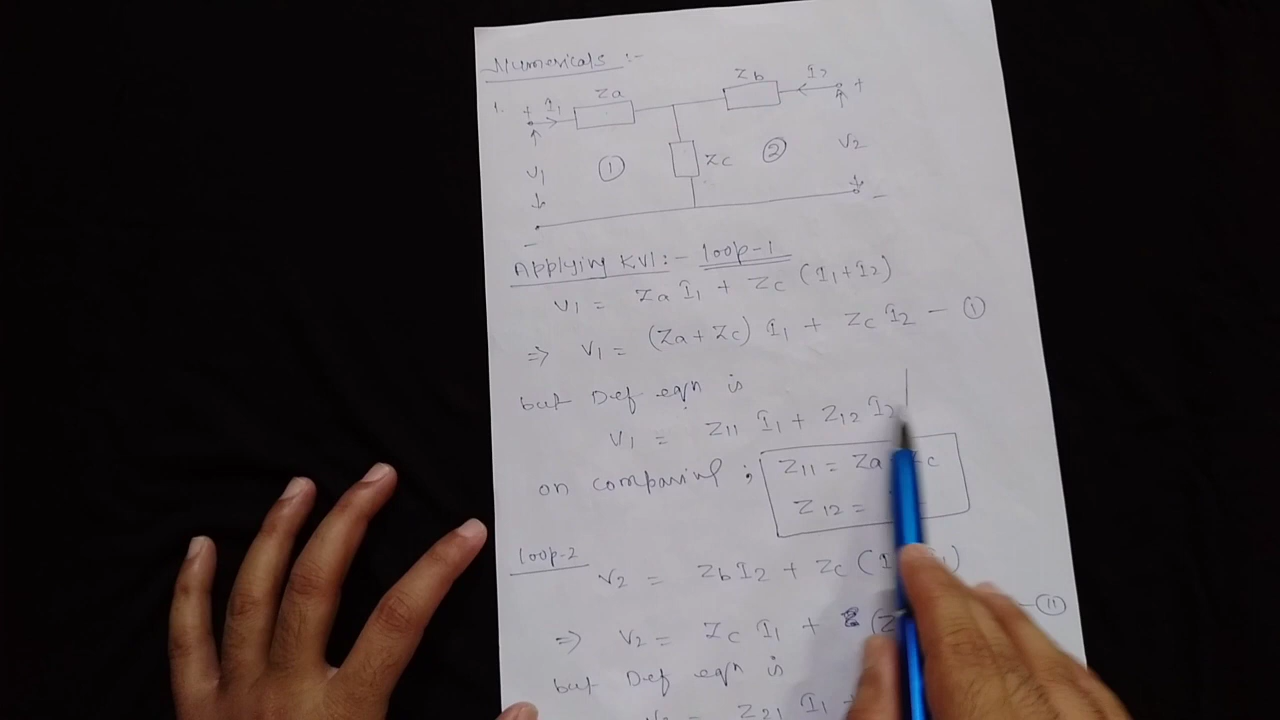 Numericals :-
1.
+ I1 Za Zb I2 +
V1 ① Zc ② V2
- -
Applying KVL:- loop-1
V1 = Za I1 + Zc (I1+I2)
⇒ V1 = (Za+Zc) I1 + Zc I2 - ①
but Def eqn is
V1 = Z11 I1 + Z12 I2
on comparing ; Z11 = Za
Z12 =
loop-2
V2 = Zb I2 + Zc (
⇒ V2 = Zc I1 + (Z - ⑪
but Def eqn is
Z21 I1 +